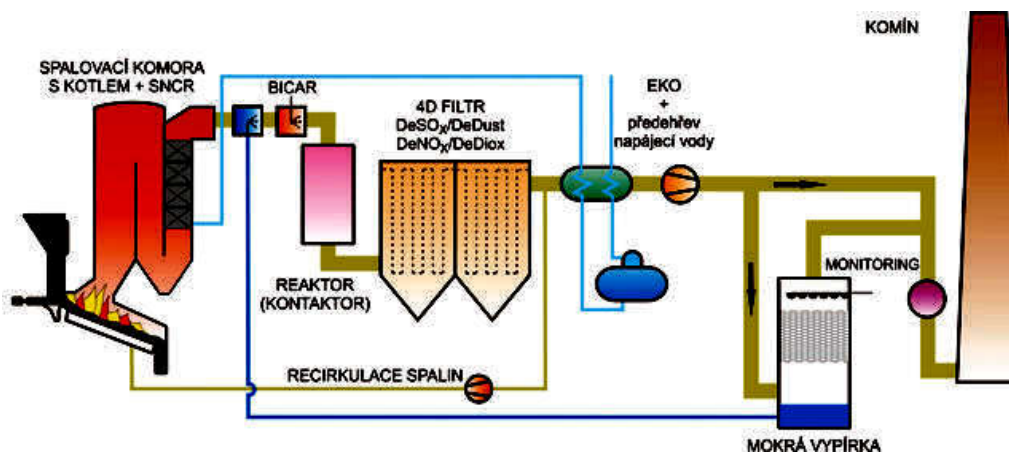 KOMÍN
SPALOVACÍ KOMORA
S KOTLEM + SNCR
BICAR
4D FILTR
DeSOX/DeDust
DeNOX/DeDiox
EKO
+
předehřev
napájecí vody
REAKTOR
(KONTAKTOR)
MONITORING
RECIRKULACE SPALIN
MOKRÁ VYPÍRKA